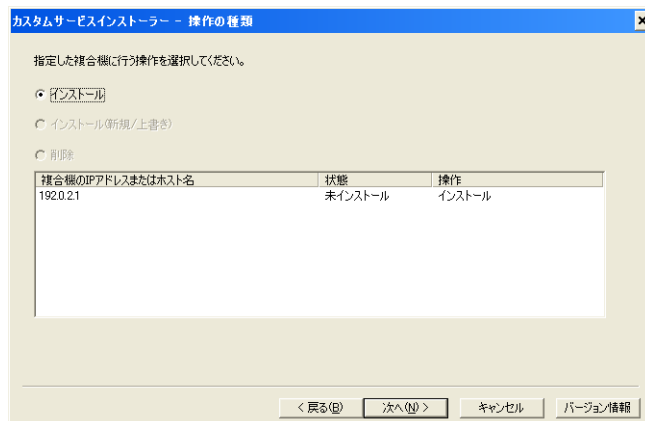 カスタムサービスインストーラー - 操作の種類
指定した複合機に行う操作を選択してください。
インストール
インストール(新規/上書き)
削除
複合機のIPアドレスまたはホスト名 状態 操作
192.0.2.1 未インストール インストール
< 戻る(B) 次へ(N) > キャンセル バージョン情報